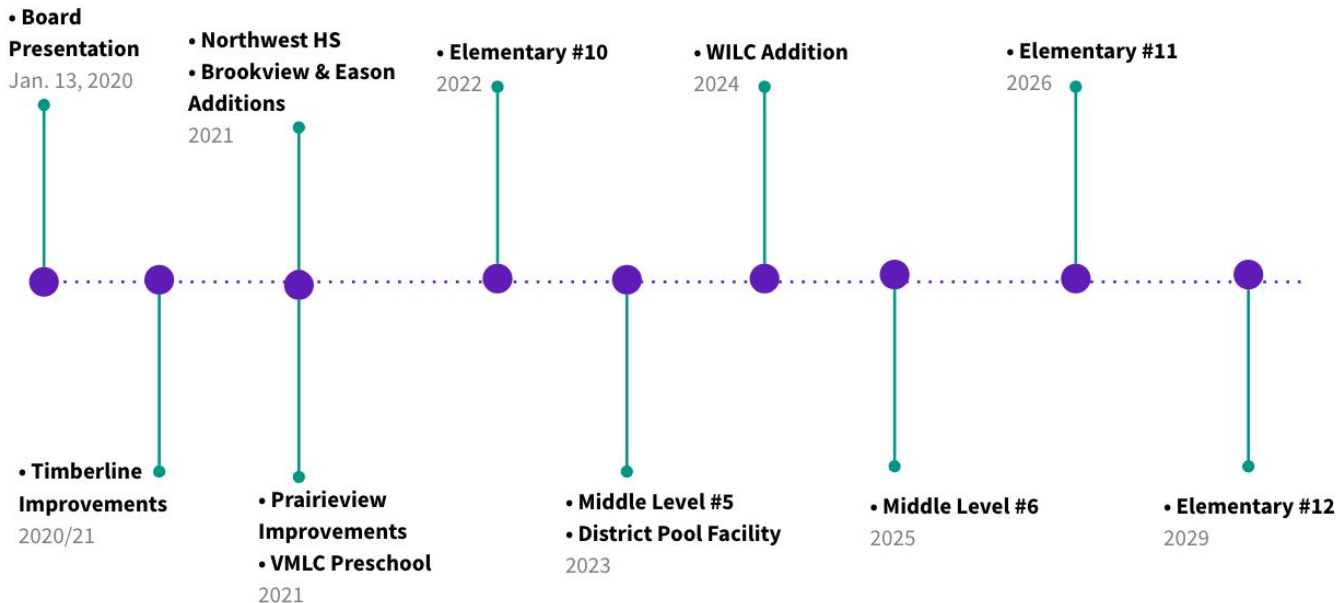 • Board
Presentation
Jan. 13, 2020
• Northwest HS
• Brookview & Eason
Additions
2021
• Elementary #10
2022
• WILC Addition
2024
• Elementary #11
2026
• Timberline
Improvements
2020/21
• Prairieview
Improvements
• VMLC Preschool
2021
• Middle Level #5
• District Pool Facility
2023
• Middle Level #6
2025
• Elementary #12
2029